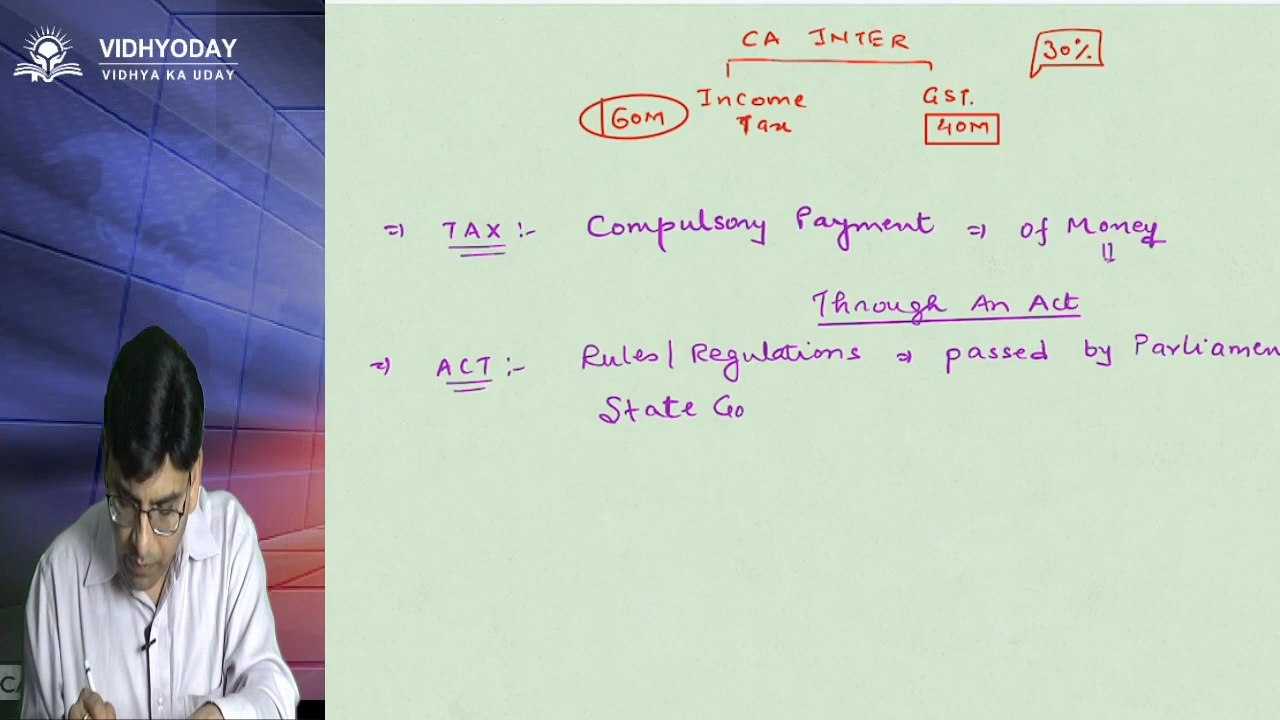 VIDHYODAY
VIDHYA KA UDAY
CA INTER
30%
60M Income Tax
GST.
40M
⇒ TAX :- Compulsory Payment ⇒ of Money
Through An Act
⇒ ACT :- Rules/Regulations ⇒ passed by Parliamen
State Go